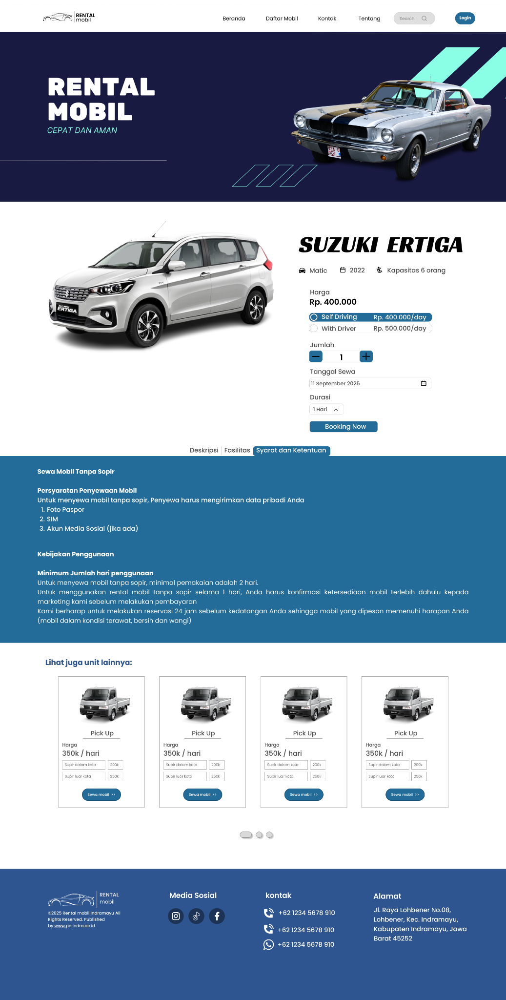 RENTAL
mobil
Beranda
Daftar Mobil
Kontak
Tentang
Search
Login
RENTAL
MOBIL
CEPAT DAN AMAN
SUZUKI ERTIGA
Matic
2022
Kapasitas 6 orang
ALL NEW
ERTIGA
Harga
Rp. 400.000
Self Driving Rp. 400.000/day
With Driver Rp. 500.000/day
Jumlah
1
Tanggal Sewa
11 September 2025
Durasi
1 Hari
Booking Now
Deskripsi
Fasilitas
Syarat dan Ketentuan
Sewa Mobil Tanpa Sopir
Persyaratan Penyewaan Mobil
Untuk menyewa mobil tanpa sopir, Penyewa harus mengirimkan data pribadi Anda
1. Foto Paspor
2. SIM
3. Akun Media Sosial (jika ada)
Kebijakan Penggunaan
Minimum Jumlah hari penggunaan
Untuk menyewa mobil tanpa sopir, minimal pemakaian adalah 2 hari.
Untuk menggunakan rental mobil tanpa sopir selama 1 hari, Anda harus konfirmasi ketersediaan mobil terlebih dahulu kepada
marketing kami sebelum melakukan pembayaran
Kami berharap untuk melakukan reservasi 24 jam sebelum kedatangan Anda sehingga mobil yang dipesan memenuhi harapan Anda
(mobil dalam kondisi terawat, bersih dan wangi)
Lihat juga unit lainnya:
Pick Up
Harga
350k / hari
Supir dalam kota 200k
Supir luar kota 250k
Sewa mobil >>
Pick Up
Harga
350k / hari
Supir dalam kota 200k
Supir luar kota 250k
Sewa mobil >>
Pick Up
Harga
350k / hari
Supir dalam kota 200k
Supir luar kota 250k
Sewa mobil >>
Pick Up
Harga
350k / hari
Supir dalam kota 200k
Supir luar kota 250k
Sewa mobil >>
RENTAL
mobil
©2025 Rental mobil Indramayu All
Rights Reserved. Published
by www.polindra.ac.id
Media Sosial
kontak
+62 1234 5678 910
+62 1234 5678 910
+62 1234 5678 910
Alamat
Jl. Raya Lohbener No.08,
Lohbener, Kec. Indramayu,
Kabupaten Indramayu, Jawa
Barat 45252